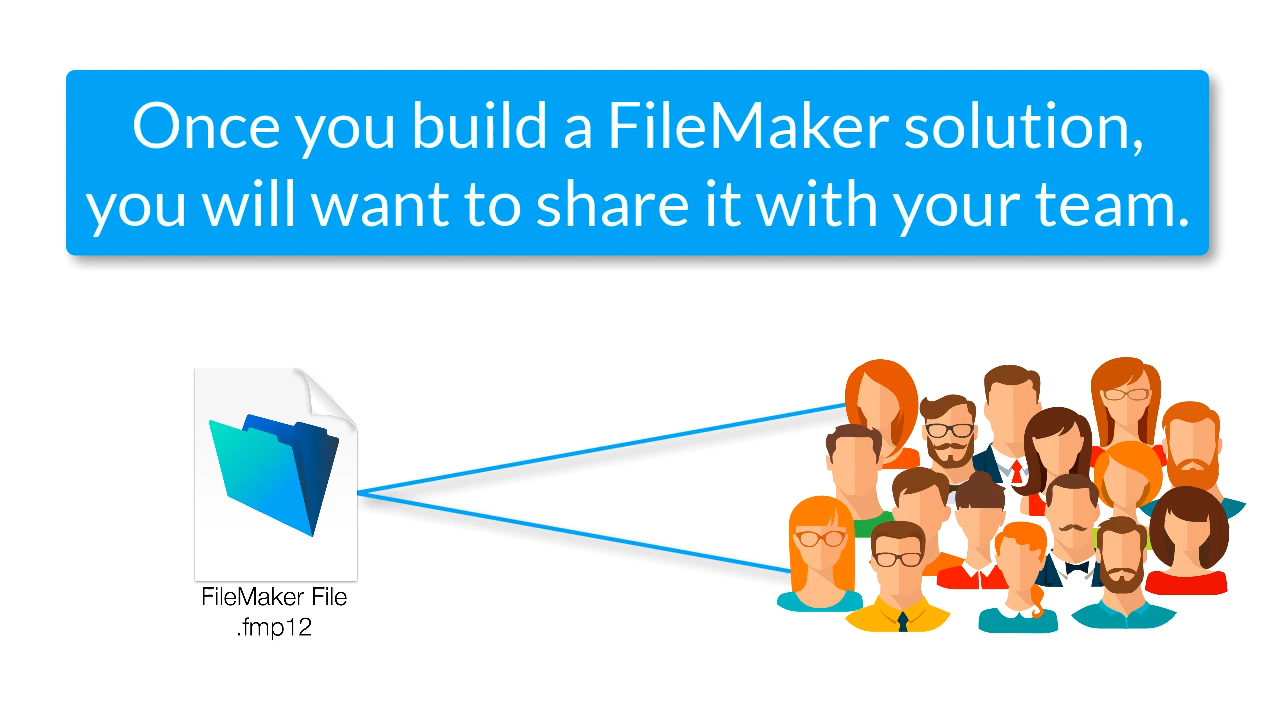 Once you build a FileMaker solution,
you will want to share it with your team.
FileMaker File
.fmp12